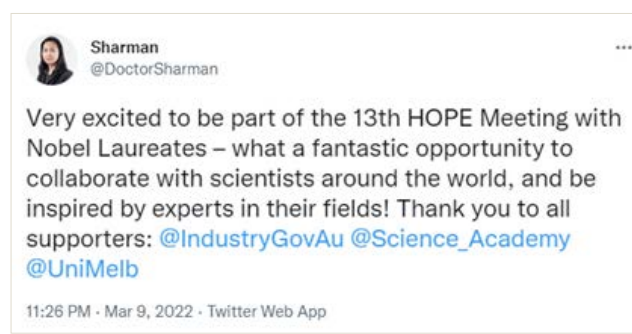 Sharman
@DoctorSharman
Very excited to be part of the 13th HOPE Meeting with
Nobel Laureates – what a fantastic opportunity to
collaborate with scientists around the world, and be
inspired by experts in their fields! Thank you to all
supporters: @IndustryGovAu @Science_Academy
@UniMelb
11:26 PM · Mar 9, 2022 · Twitter Web App